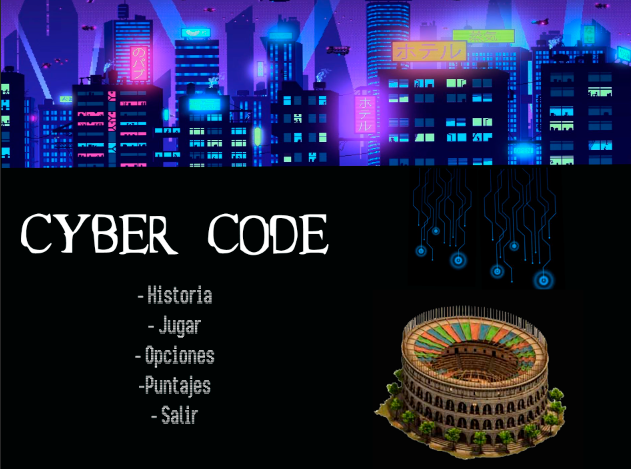 ホテル
ホテル
CYBER CODE
- Historia
- Jugar
- Opciones
-Puntajes
- Salir